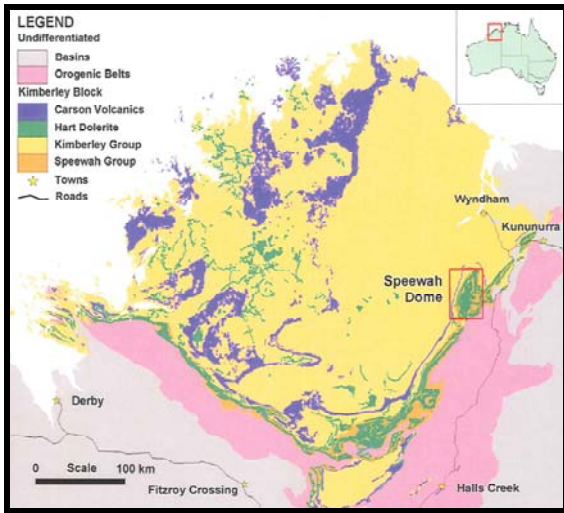 LEGEND
Undifferentiated
Basins
Orogenic Belts
Kimberley Block
Carson Volcanics
Hart Dolerite
Kimberley Group
Speewah Group
Towns
Roads
Wyndham
Kununurra
Speewah
Dome
Derby
0 Scale 100 km
Fitzroy Crossing
Halls Creek